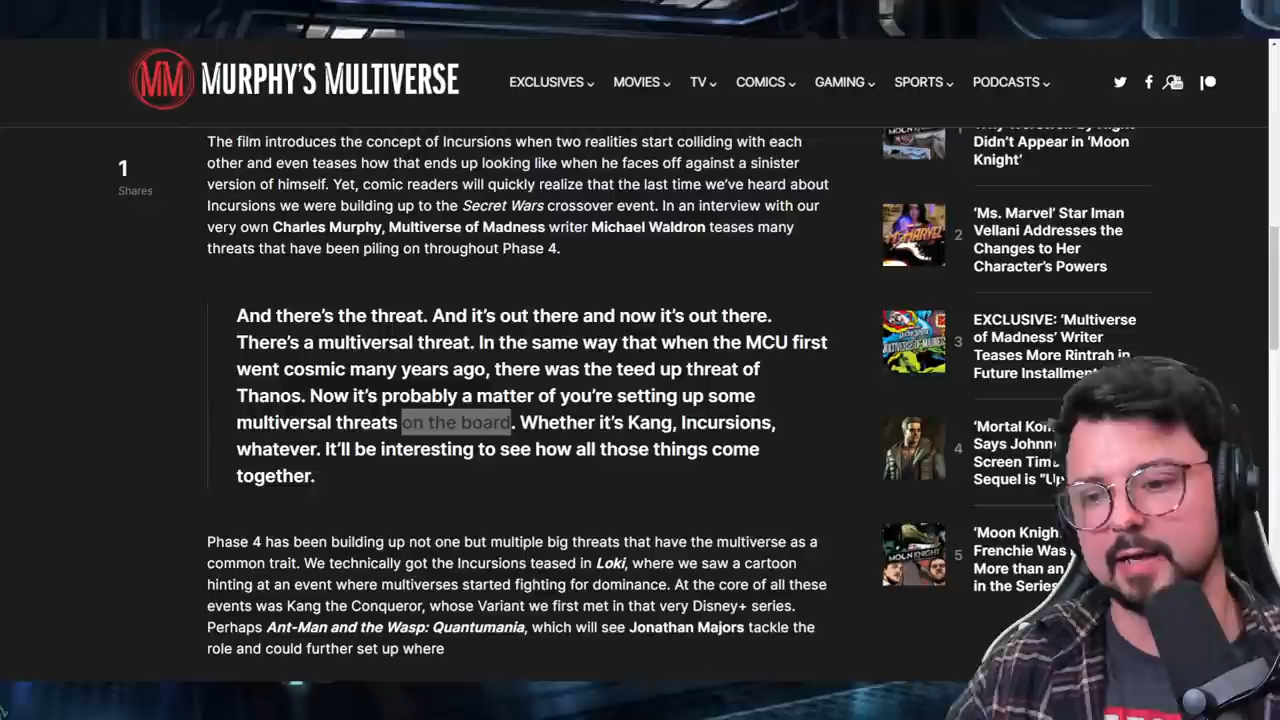 MM MURPHY'S MULTIVERSE
EXCLUSIVES MOVIES TV COMICS GAMING SPORTS PODCASTS
1
Shares
The film introduces the concept of Incursions when two realities start colliding with each
other and even teases how that ends up looking like when he faces off against a sinister
version of himself. Yet, comic readers will quickly realize that the last time we've heard about
Incursions we were building up to the Secret Wars crossover event. In an interview with our
very own Charles Murphy, Multiverse of Madness writer Michael Waldron teases many
threats that have been piling on throughout Phase 4.
And there's the threat. And it's out there and now it's out there.
There's a multiversal threat. In the same way that when the MCU first
went cosmic many years ago, there was the teed up threat of
Thanos. Now it's probably a matter of you're setting up some
multiversal threats on the board. Whether it's Kang, Incursions,
whatever. It'll be interesting to see how all those things come
together.
Phase 4 has been building up not one but multiple big threats that have the multiverse as a
common trait. We technically got the Incursions teased in Loki, where we saw a cartoon
hinting at an event where multiverses started fighting for dominance. At the core of all these
events was Kang the Conqueror, whose Variant we first met in that very Disney+ series.
Perhaps Ant-Man and the Wasp: Quantumania, which will see Jonathan Majors tackle the
role and could further set up where
Didn't Appear in 'Moon
Knight'
2
'Ms. Marvel' Star Iman
Vellani Addresses the
Changes to Her
Character's Powers
3
EXCLUSIVE: 'Multiverse
of Madness' Writer
Teases More Rintrah in
Future Installment
4
'Mortal Kom
Says Johnn
Screen Tim
Sequel is "Up
5
'Moon Knigh
Frenchie Was
More than an
in the Series